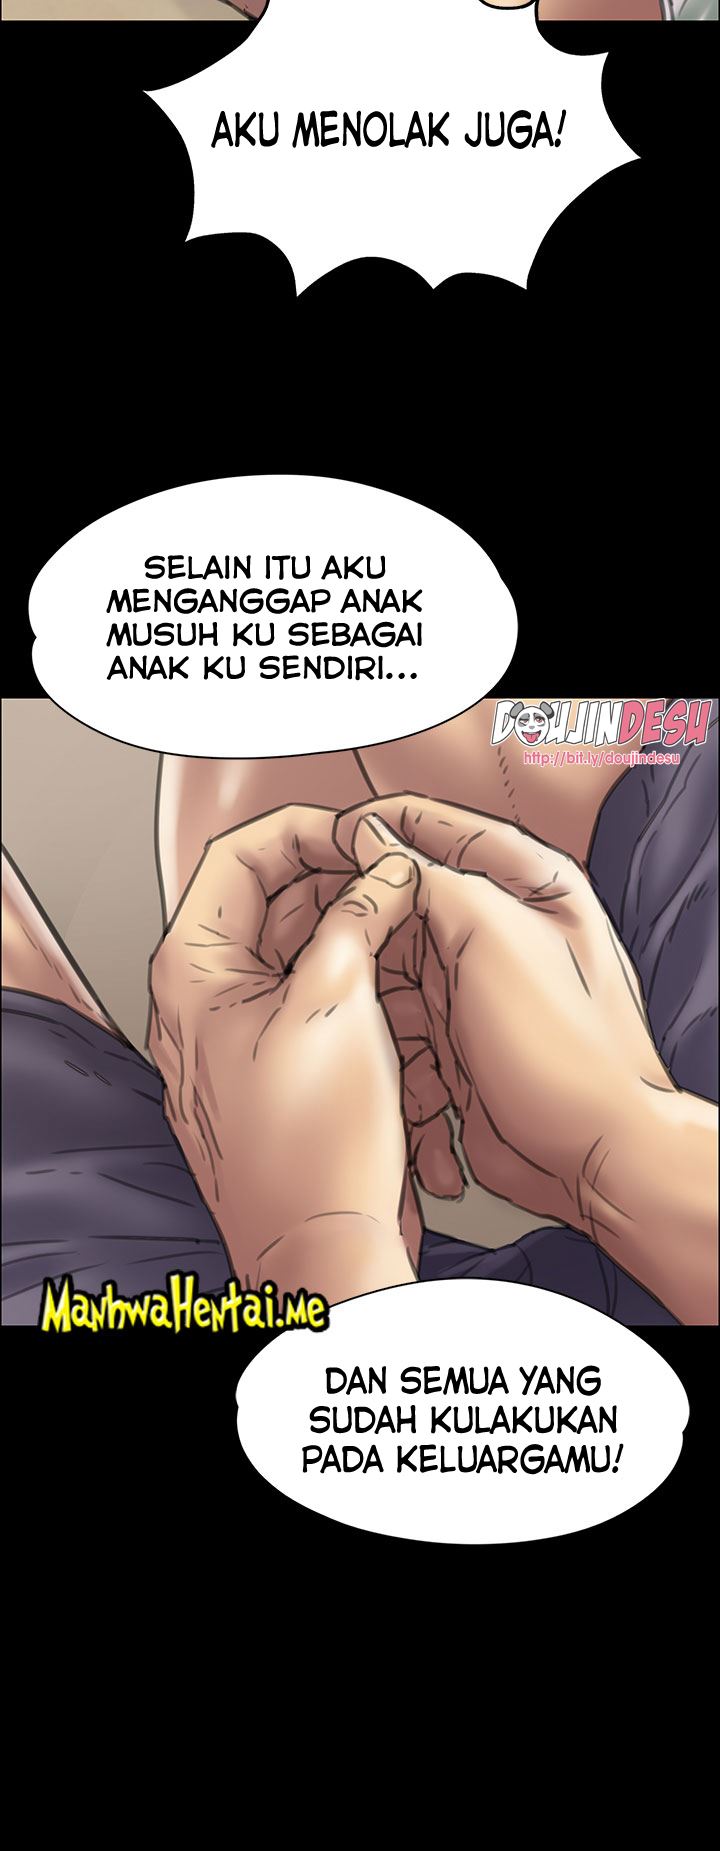 AKU MENOLAK JUGA!
SELAIN ITU AKU
MENGANGGAP ANAK
MUSUH KU SEBAGAI
ANAK KU SENDIRI...
DOUJINDESU
http://bit.ly/doujindesu
MANHWAHENTAI.ME
DAN SEMUA YANG
SUDAH KULAKUKAN
PADA KELUARGAMU!